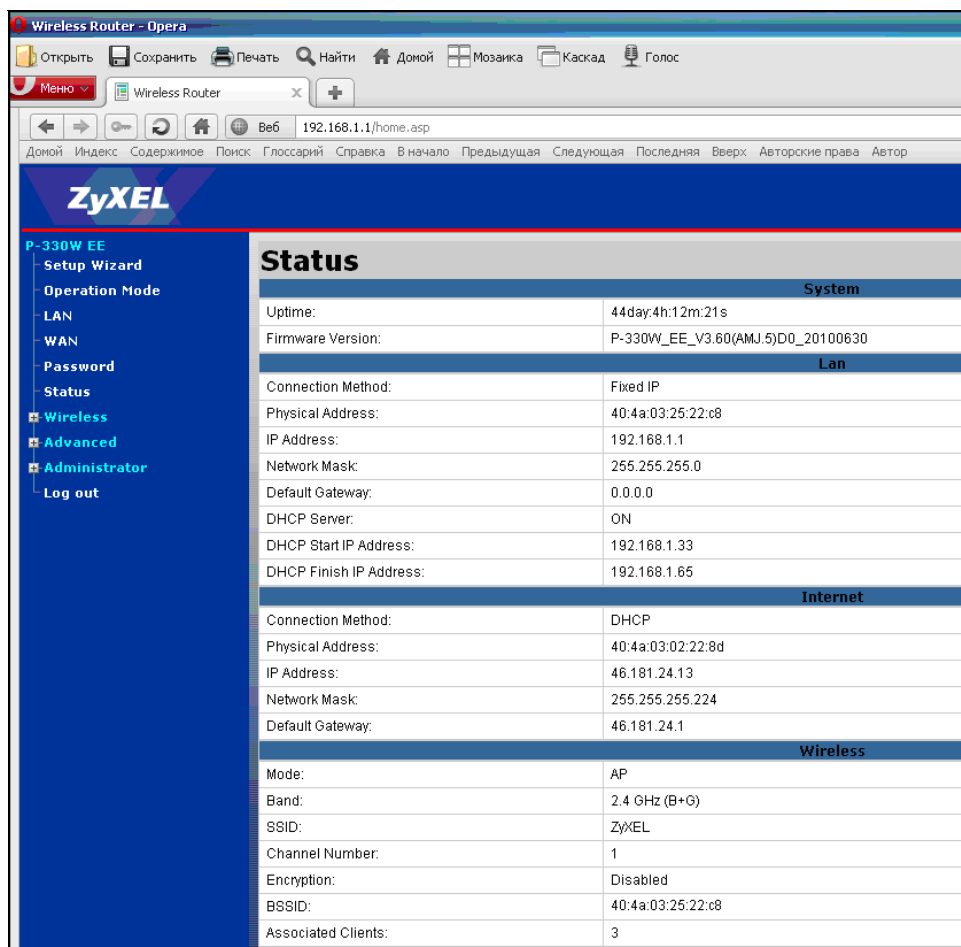 Wireless Router - Opera
Открыть Сохранить Печать Найти Домой Мозаика Каскад Голос
Меню Wireless Router
Веб 192.168.1.1/home.asp
Домой Индекс Содержимое Поиск Глоссарий Справка В начало Предыдущая Следующая Последняя Вверх Авторские права Автор
ZyXEL
P-330W EE
Setup Wizard
Operation Mode
LAN
WAN
Password
Status
Wireless
Advanced
Administrator
Log out
Status
System
Uptime: 44day:4h:12m:21s
Firmware Version: P-330W_EE_V3.60(AMJ.5)D0_20100630
Lan
Connection Method: Fixed IP
Physical Address: 40:4a:03:25:22:c8
IP Address: 192.168.1.1
Network Mask: 255.255.255.0
Default Gateway: 0.0.0.0
DHCP Server: ON
DHCP Start IP Address: 192.168.1.33
DHCP Finish IP Address: 192.168.1.65
Internet
Connection Method: DHCP
Physical Address: 40:4a:03:02:22:8d
IP Address: 46.181.24.13
Network Mask: 255.255.255.224
Default Gateway: 46.181.24.1
Wireless
Mode: AP
Band: 2.4 GHz (B+G)
SSID: ZyXEL
Channel Number: 1
Encryption: Disabled
BSSID: 40:4a:03:25:22:c8
Associated Clients: 3